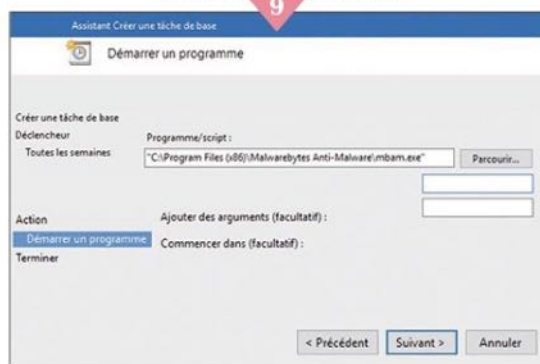 9
Assistant Créer une tâche de base
Démarrer un programme
Créer une tâche de base
Déclencheur
Toutes les semaines
Programme/script :
"C:\Program Files (x86)\Malwarebytes Anti-Malware\mbam.exe"
Parcourir...
Action
Ajouter des arguments (facultatif) :
Démarrer un programme
Commencer dans (facultatif) :
Terminer
< Précédent
Suivant >
Annuler